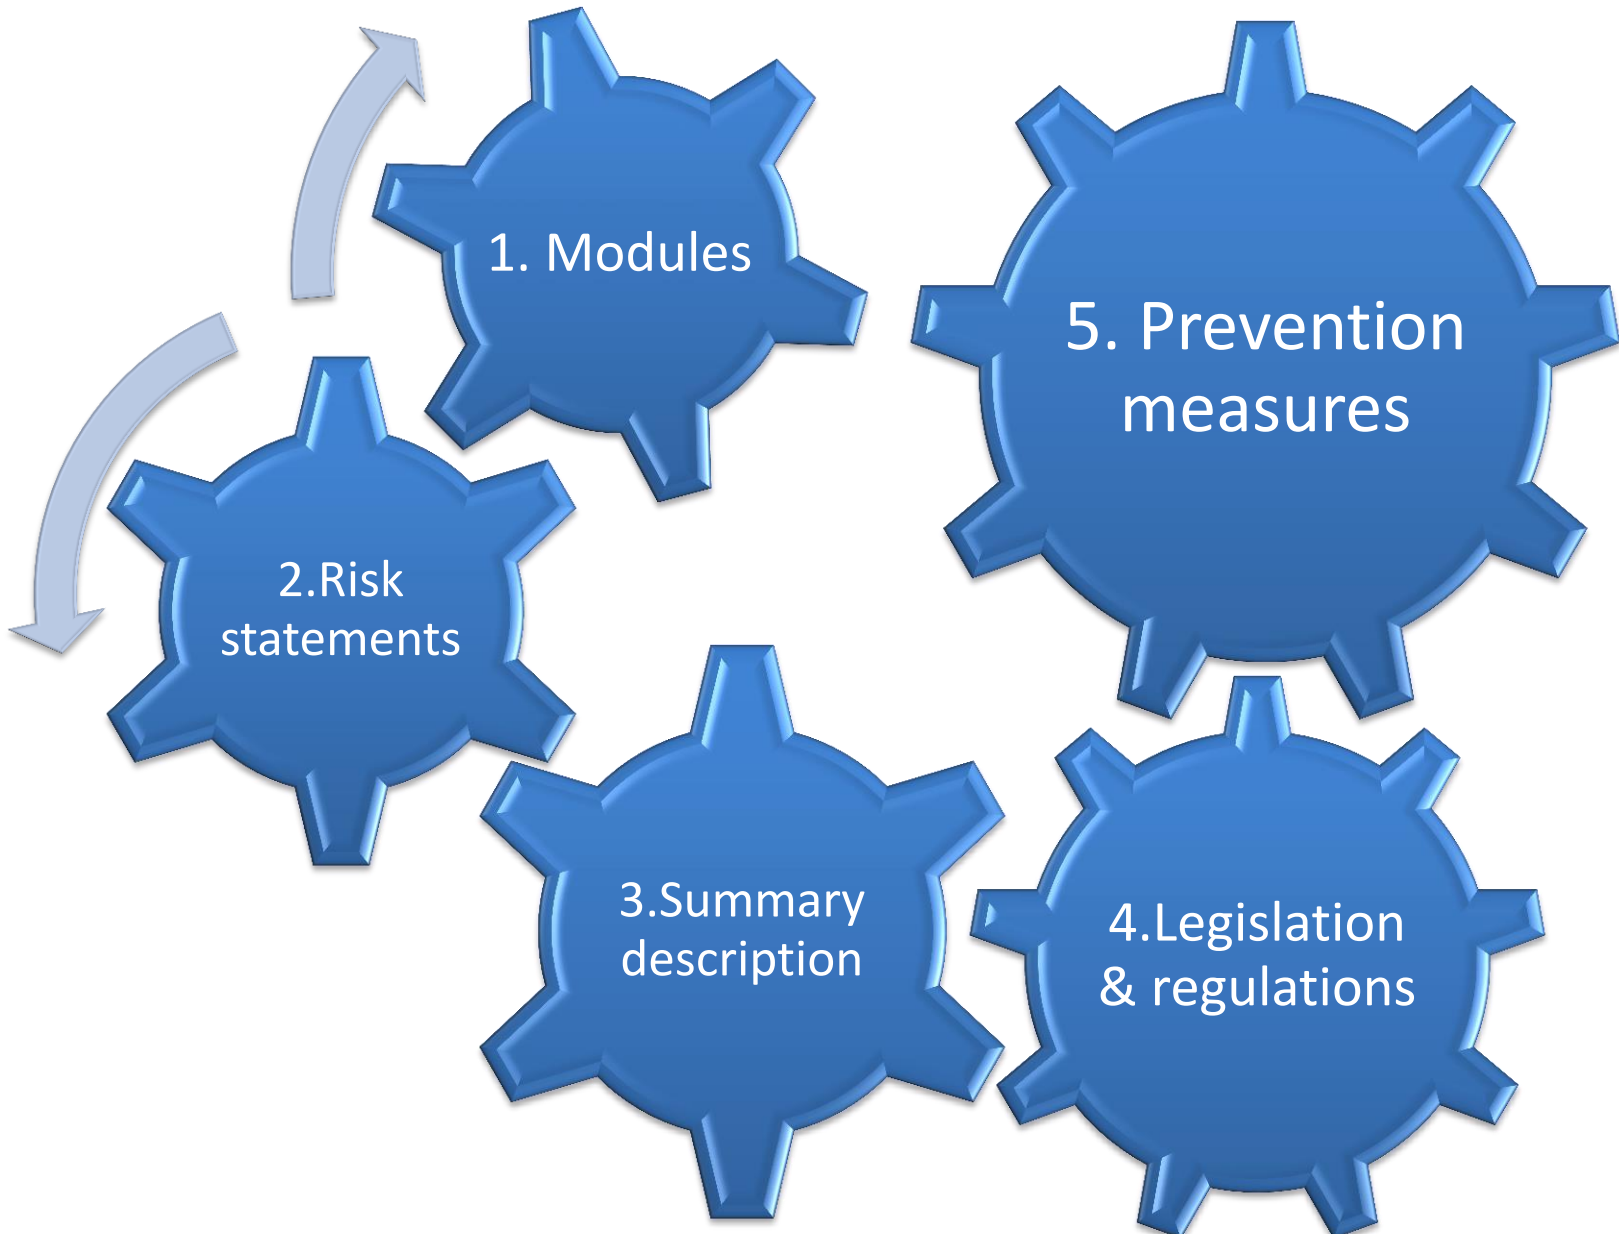 1. Modules
2.Risk
statements
3.Summary
description
4.Legislation
& regulations
5. Prevention
measures